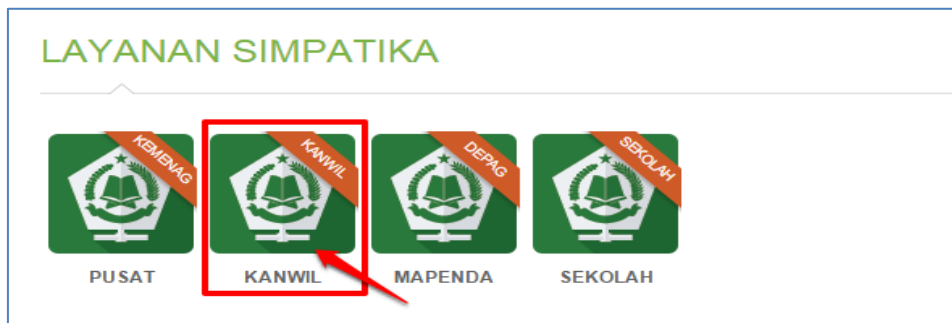 LAYANAN SIMPATIKA
KEMENAG
KANWIL
DEPAG
SEKOLAH
PUSAT
KANWIL
MAPENDA
SEKOLAH